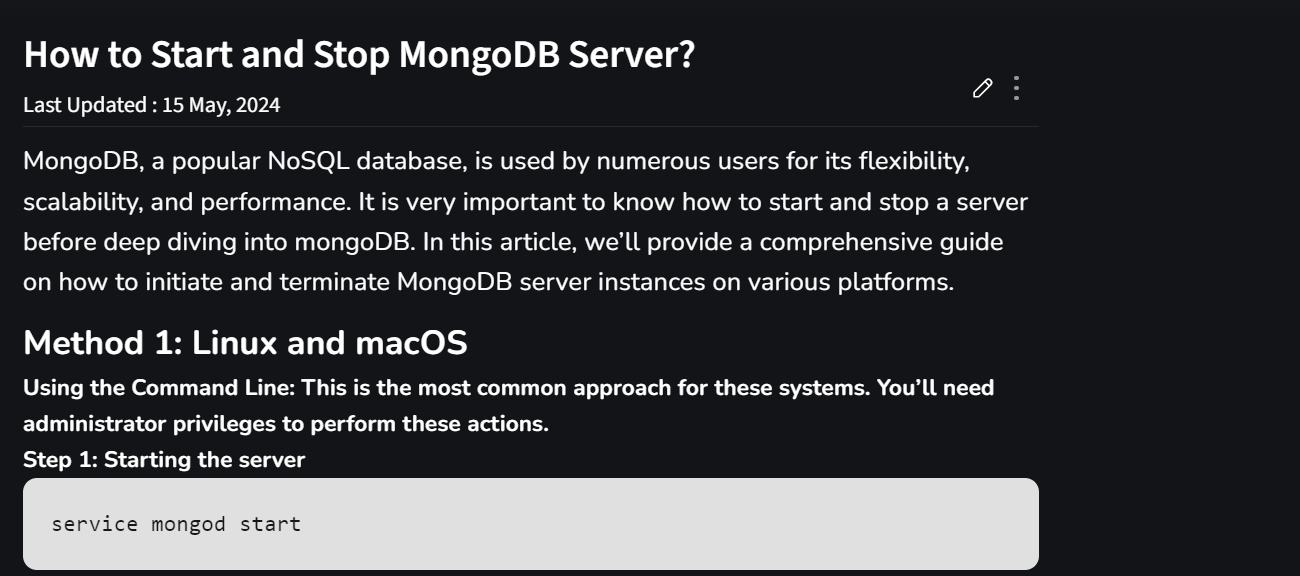 How to Start and Stop MongoDB Server?
Last Updated : 15 May, 2024
MongoDB, a popular NoSQL database, is used by numerous users for its flexibility,
scalability, and performance. It is very important to know how to start and stop a server
before deep diving into mongoDB. In this article, we’ll provide a comprehensive guide
on how to initiate and terminate MongoDB server instances on various platforms.
Method 1: Linux and macOS
Using the Command Line: This is the most common approach for these systems. You’ll need
administrator privileges to perform these actions.
Step 1: Starting the server
service mongod start